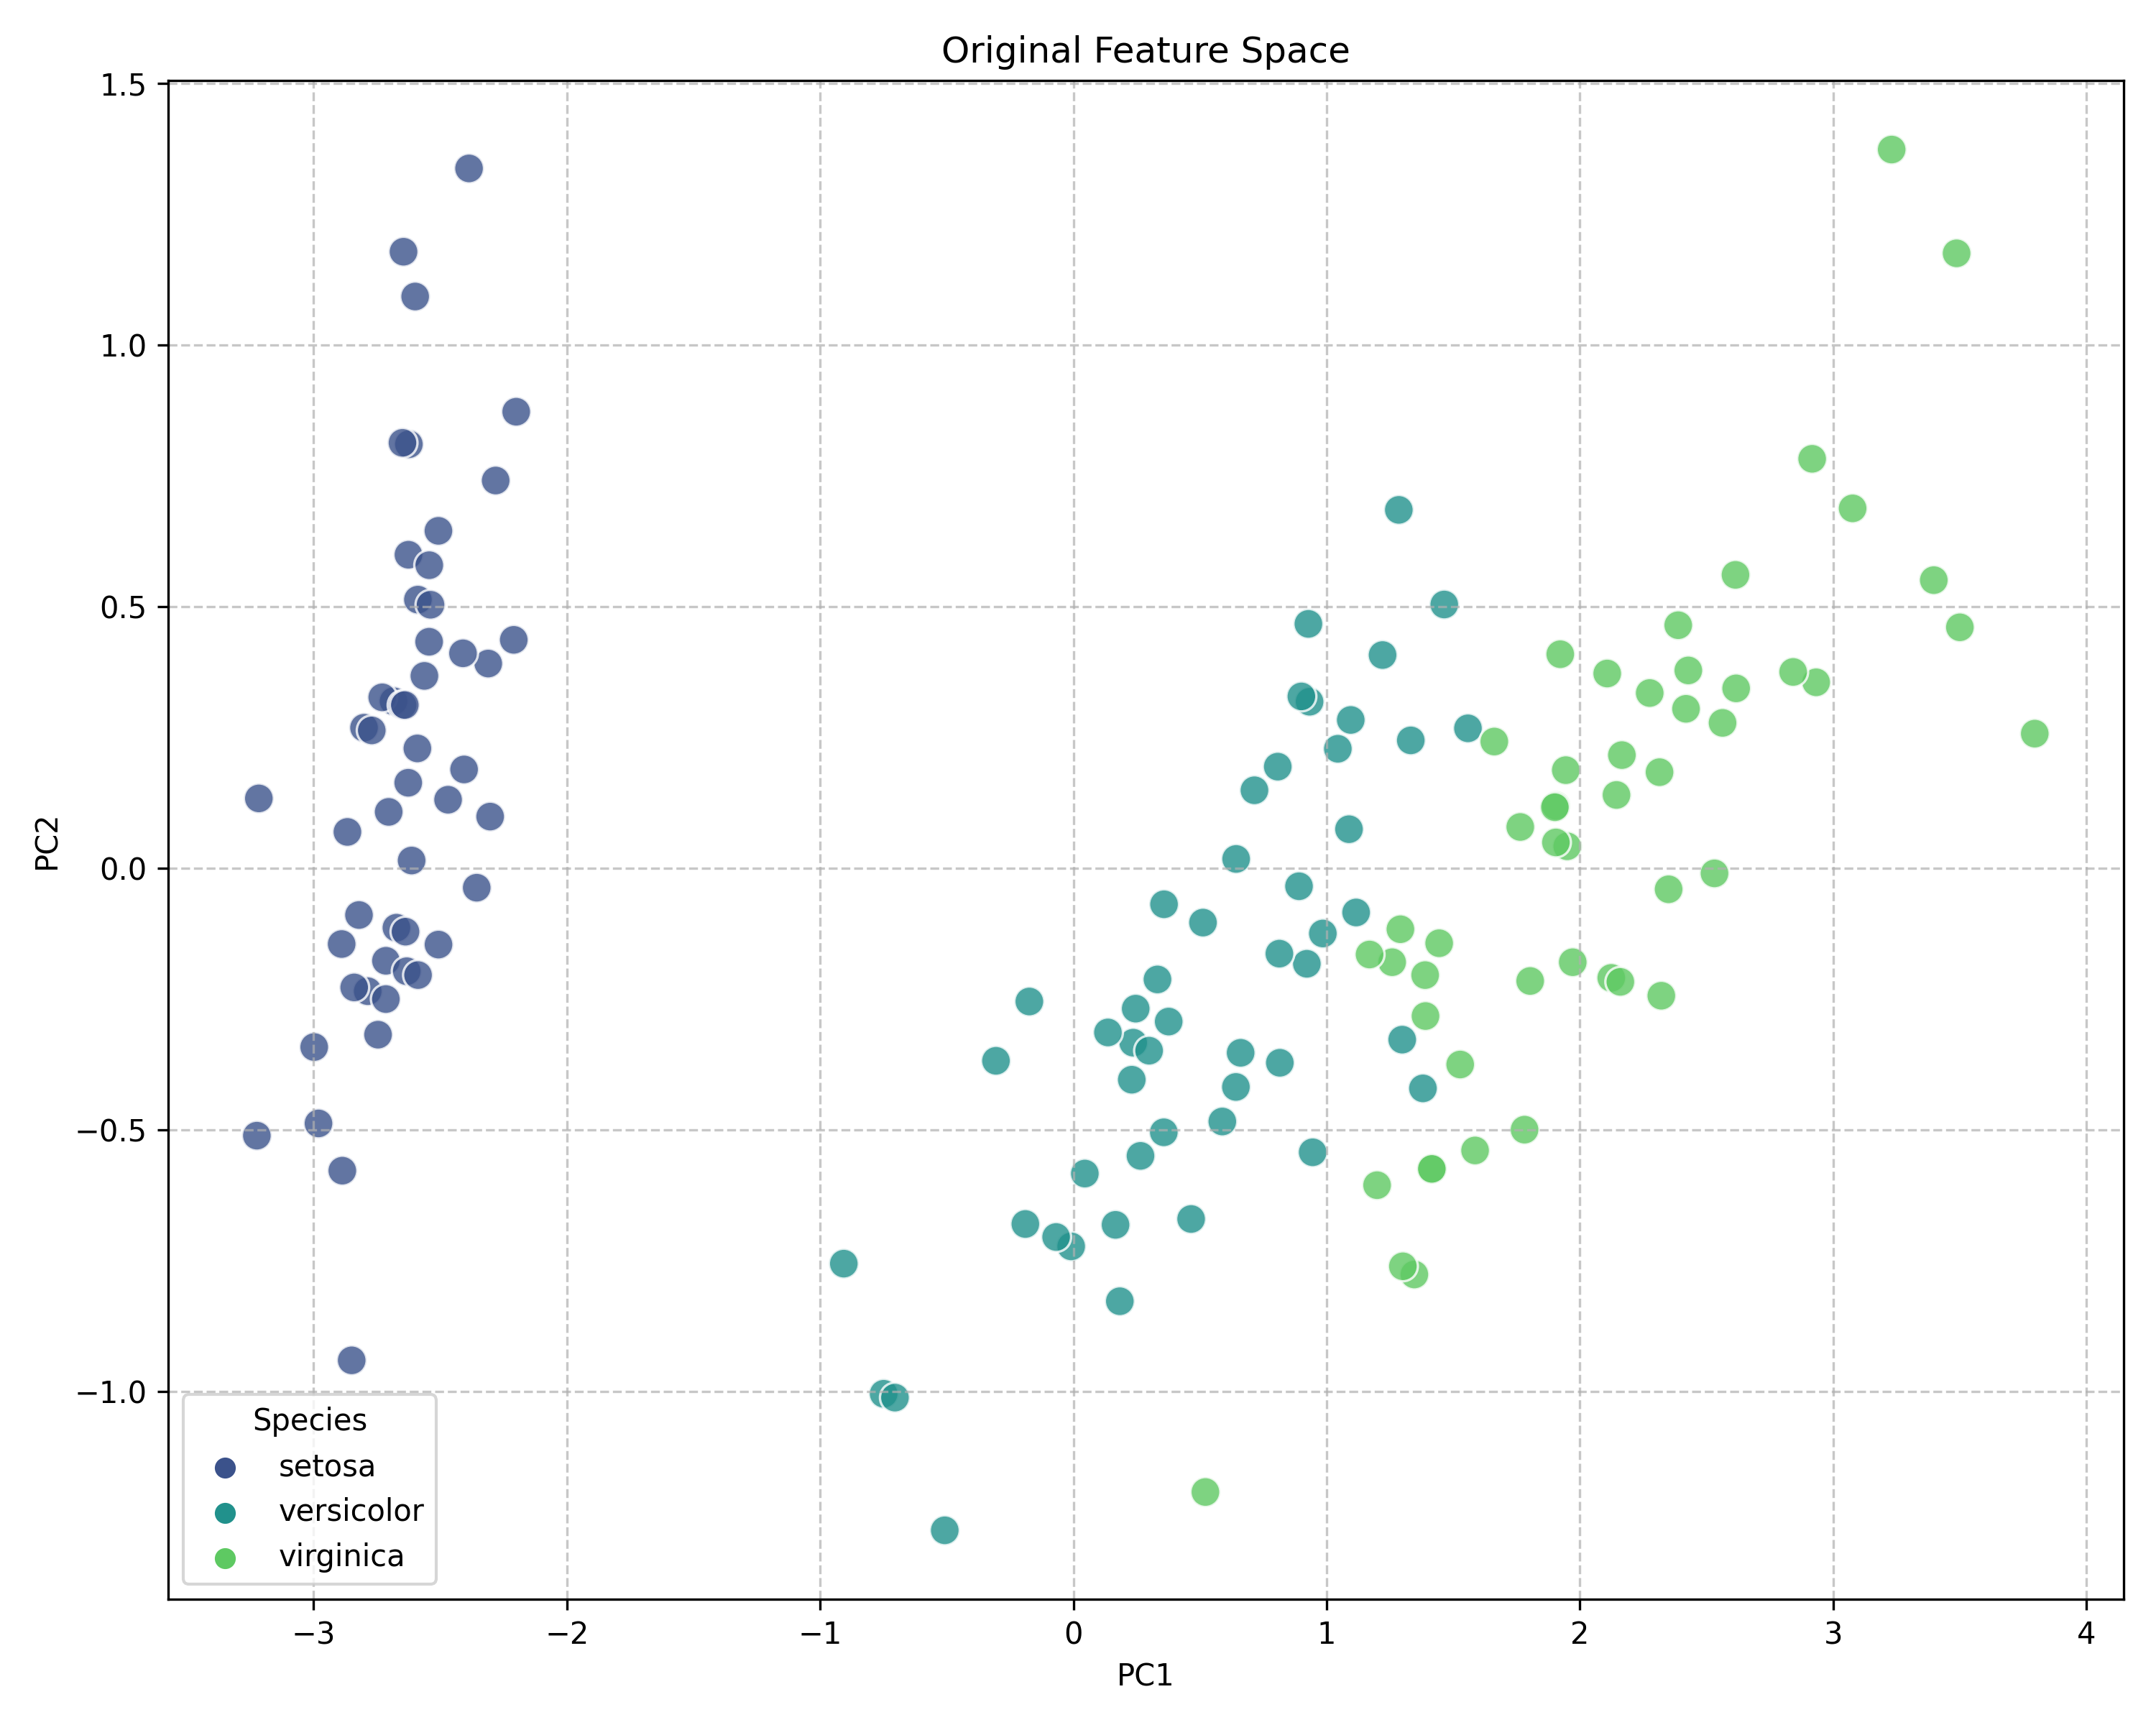 Original Feature Space
1.5
1.0
0.5
0.0
−0.5
−1.0
PC2
Species
setosa
versicolor
virginica
−3
−2
−1
0
1
2
3
4
PC1